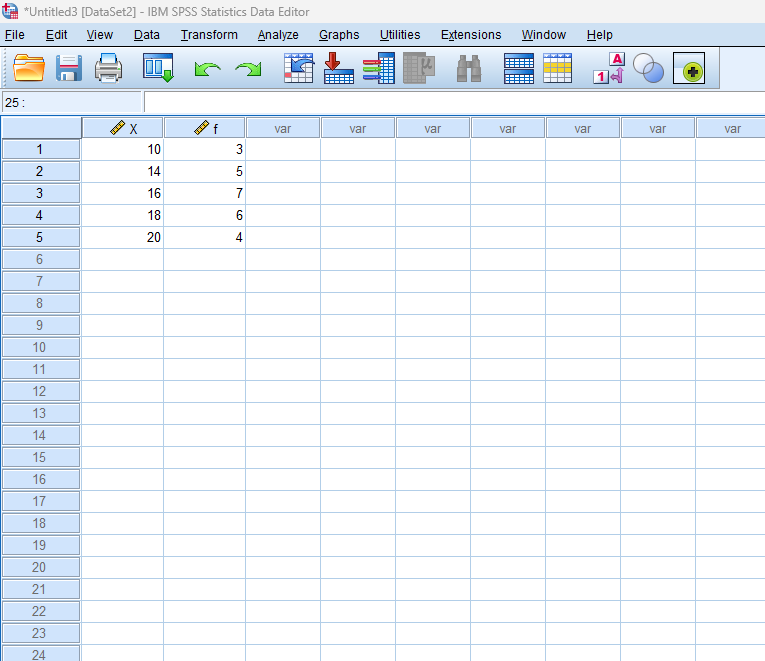 *Untitled3 [DataSet2] - IBM SPSS Statistics Data Editor
File Edit View Data Transform Analyze Graphs Utilities Extensions Window Help
A
1
μ
25 :
X f var var var var var var var
1 10 3
2 14 5
3 16 7
4 18 6
5 20 4
6
7
8
9
10
11
12
13
14
15
16
17
18
19
20
21
22
23
24